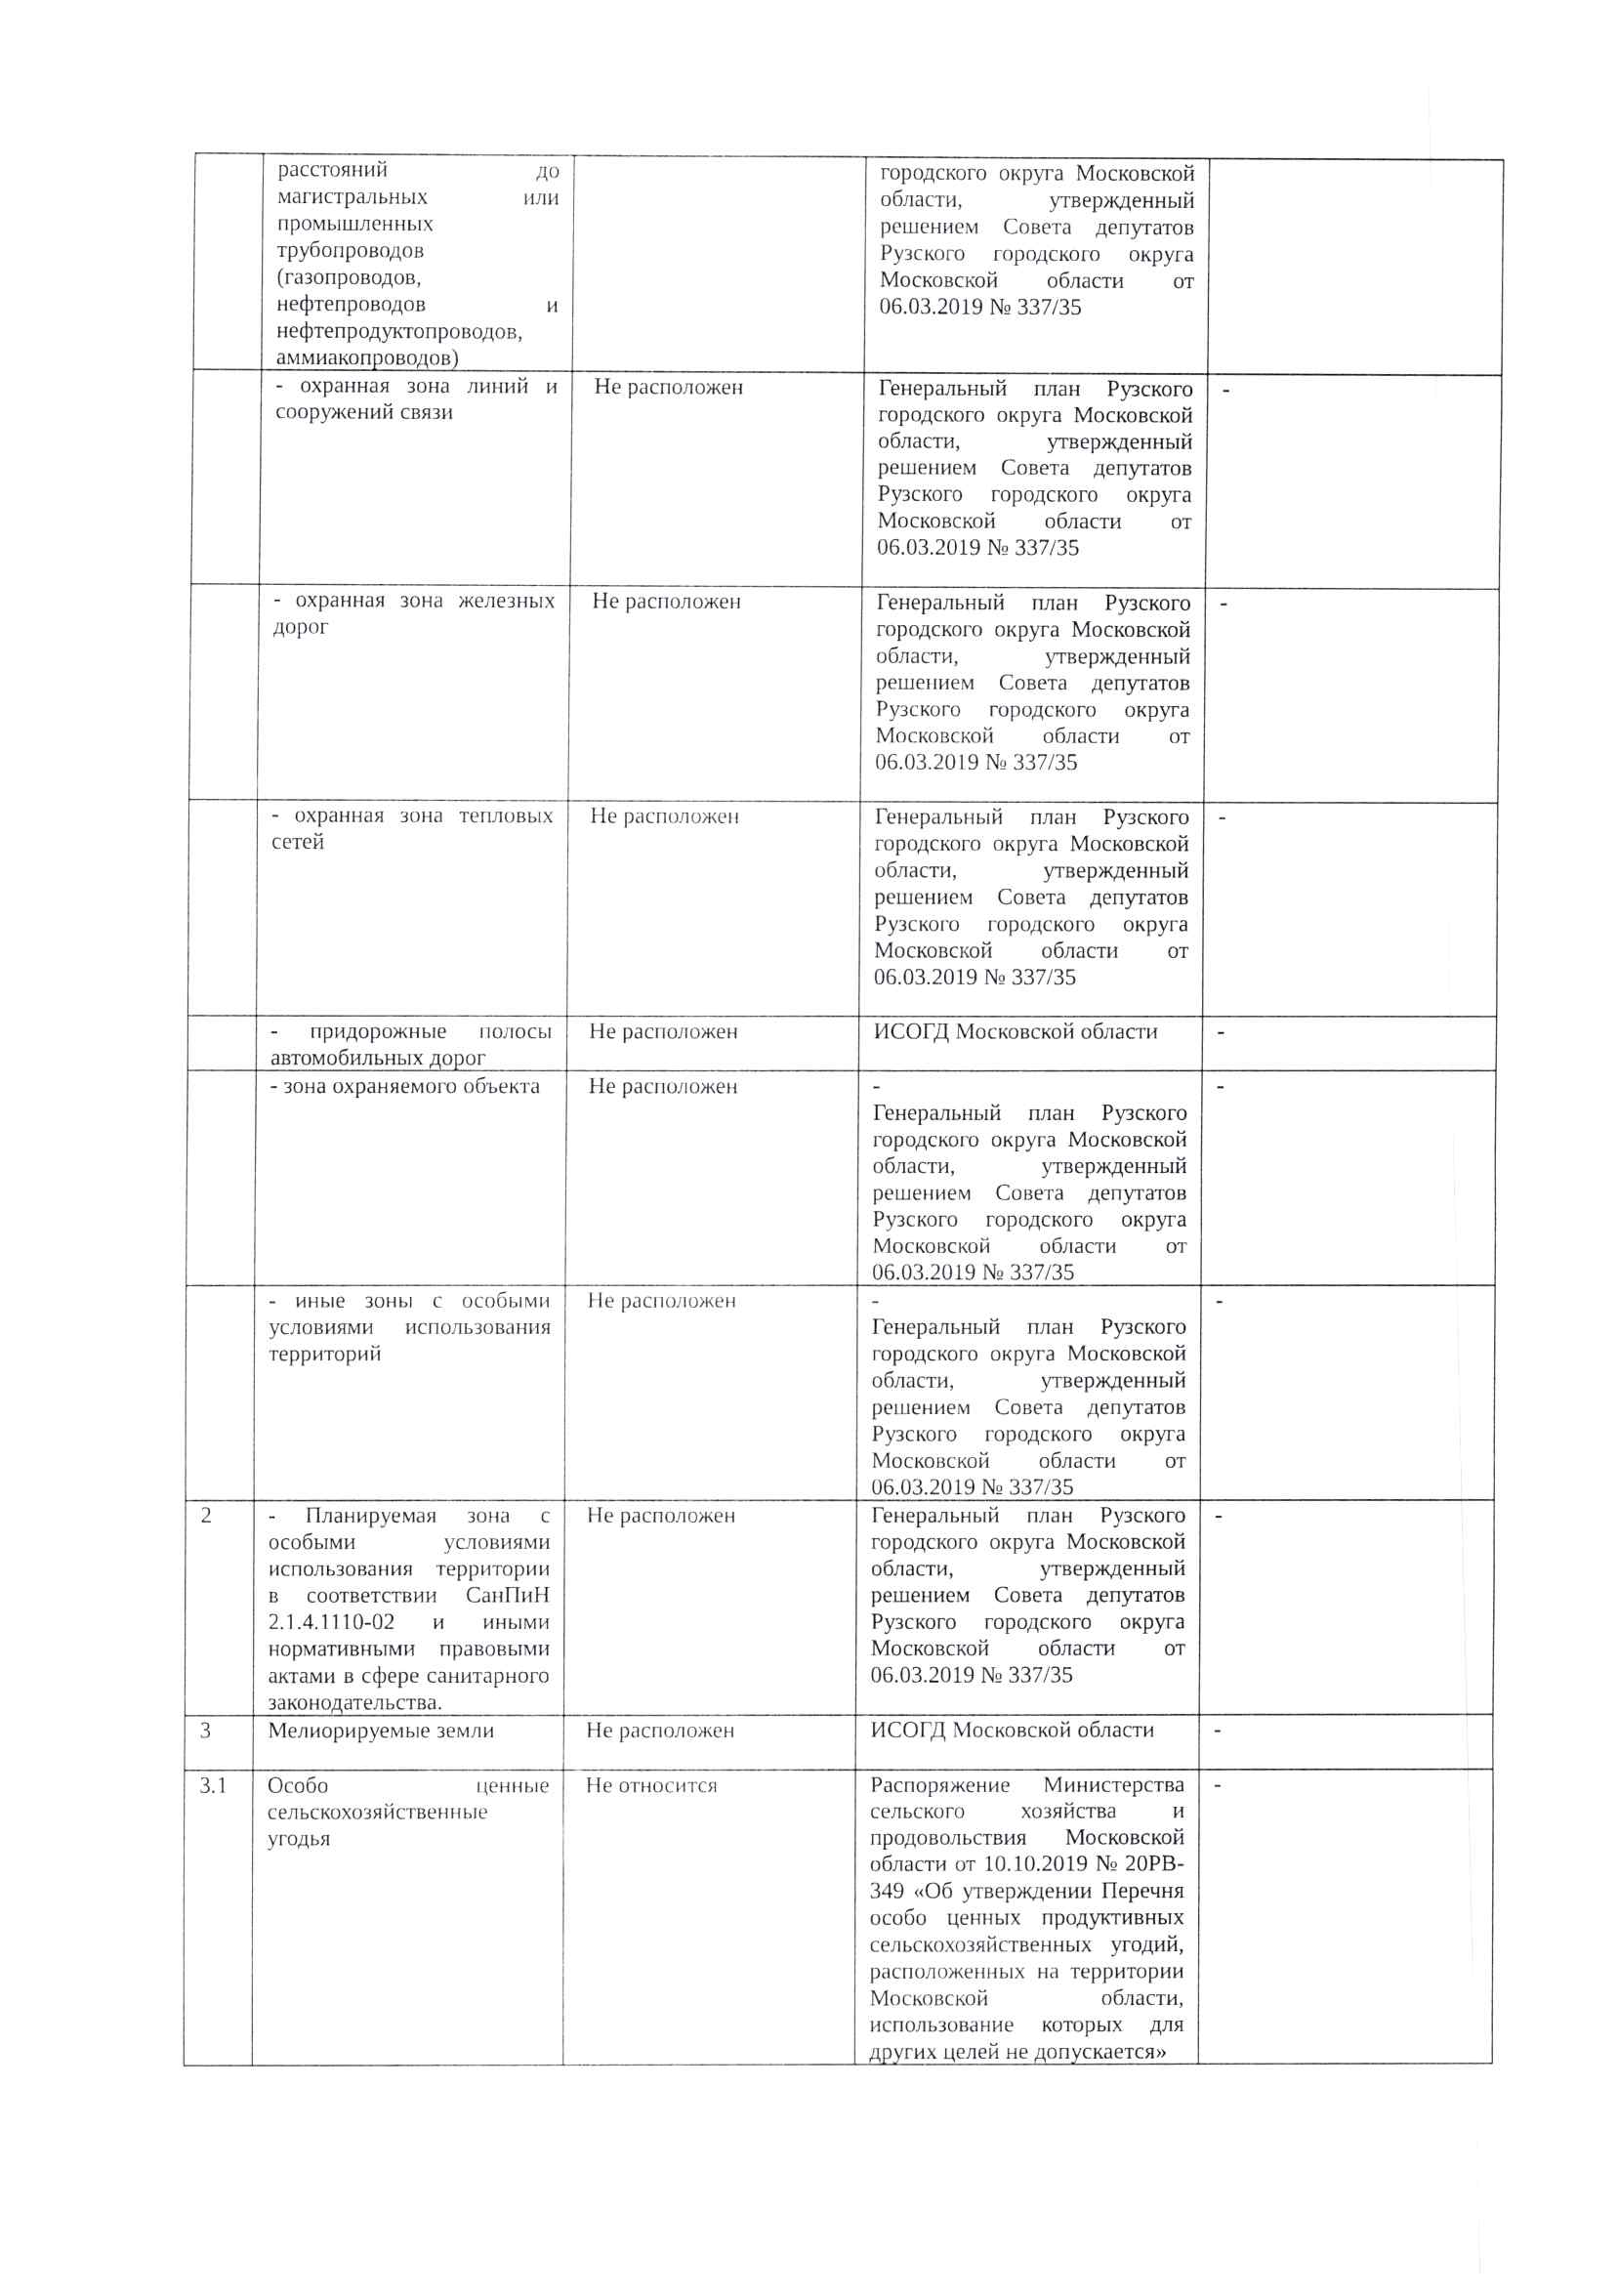 расстояний до
магистральных или
промышленных
трубопроводов
(газопроводов,
нефтепроводов и
нефтепродуктопроводов,
аммиакопроводов)
городского округа Московской
области, утвержденный
решением Совета депутатов
Рузского городского округа
Московской области от
06.03.2019 № 337/35
- охранная зона линий и
сооружений связи
Не расположен
Генеральный план Рузского
городского округа Московской
области, утвержденный
решением Совета депутатов
Рузского городского округа
Московской области от
06.03.2019 № 337/35
-
- охранная зона железных
дорог
Не расположен
Генеральный план Рузского
городского округа Московской
области, утвержденный
решением Совета депутатов
Рузского городского округа
Московской области от
06.03.2019 № 337/35
-
- охранная зона тепловых
сетей
Не расположен
Генеральный план Рузского
городского округа Московской
области, утвержденный
решением Совета депутатов
Рузского городского округа
Московской области от
06.03.2019 № 337/35
-
- придорожные полосы
автомобильных дорог
Не расположен
ИСОГД Московской области
-
- зона охраняемого объекта
Не расположен
-
Генеральный план Рузского
городского округа Московской
области, утвержденный
решением Совета депутатов
Рузского городского округа
Московской области от
06.03.2019 № 337/35
-
- иные зоны с особыми
условиями использования
территорий
Не расположен
-
Генеральный план Рузского
городского округа Московской
области, утвержденный
решением Совета депутатов
Рузского городского округа
Московской области от
06.03.2019 № 337/35
-
2
- Планируемая зона с
особыми условиями
использования территории
в соответствии СанПиН
2.1.4.1110-02 и иными
нормативными правовыми
актами в сфере санитарного
законодательства.
Не расположен
Генеральный план Рузского
городского округа Московской
области, утвержденный
решением Совета депутатов
Рузского городского округа
Московской области от
06.03.2019 № 337/35
-
3
Мелиорируемые земли
Не расположен
ИСОГД Московской области
-
3.1
Особо ценные
сельскохозяйственные
угодья
Не относится
Распоряжение Министерства
сельского хозяйства и
продовольствия Московской
области от 10.10.2019 № 20РВ-
349 «Об утверждении Перечня
особо ценных продуктивных
сельскохозяйственных угодий,
расположенных на территории
Московской области,
использование которых для
других целей не допускается»
-